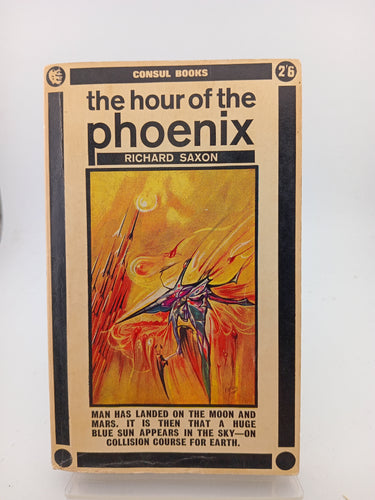 CONSUL BOOKS
2'6
the hour of the
phoenix
RICHARD SAXON
MAN HAS LANDED ON THE MOON AND
MARS. IT IS THEN THAT A HUGE
BLUE SUN APPEARS IN THE SKY—ON
COLLISION COURSE FOR EARTH.